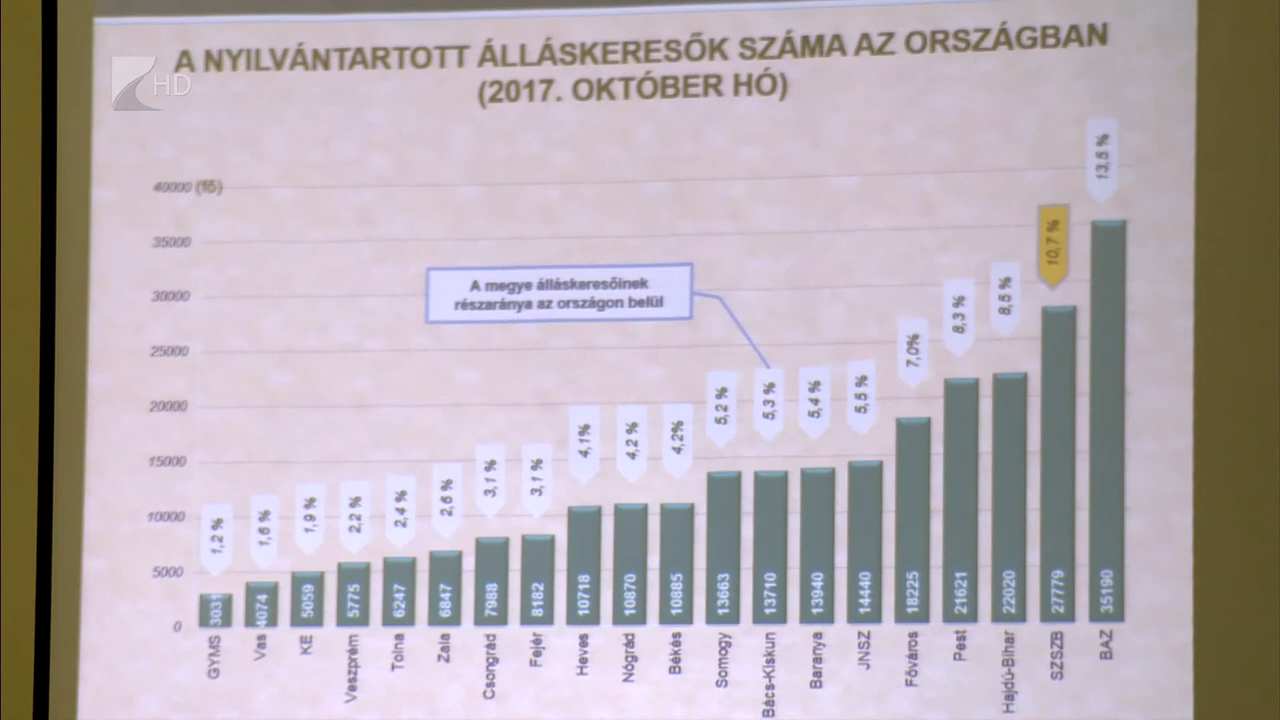 HD
A NYILVÁNTARTOTT ÁLLÁSKERESŐK SZÁMA AZ ORSZÁGBAN
(2017. OKTÓBER HÓ)
40000 (fő)
35000
30000
25000
20000
15000
10000
5000
0
A megye álláskeresőinek
részaránya az országon belül
1,2 %
1,6 %
1,9 %
2,2 %
2,4 %
2,6 %
3,1 %
3,1 %
4,1%
4,2 %
4,2%
5,2 %
5,3 %
5,4 %
5,5 %
7,0%
8,3 %
8,5 %
10,7 %
13,5 %
3031
4074
5059
5775
6247
6847
7988
8182
10718
10870
10885
13663
13710
13940
14440
18225
21621
22020
27779
35190
GYMS
Vas
KE
Veszprém
Tolna
Zala
Csongrád
Fejér
Heves
Nógrád
Békés
Somogy
Bács-Kiskun
Baranya
JNSZ
Főváros
Pest
Hajdú-Bihar
SZSZB
BAZ